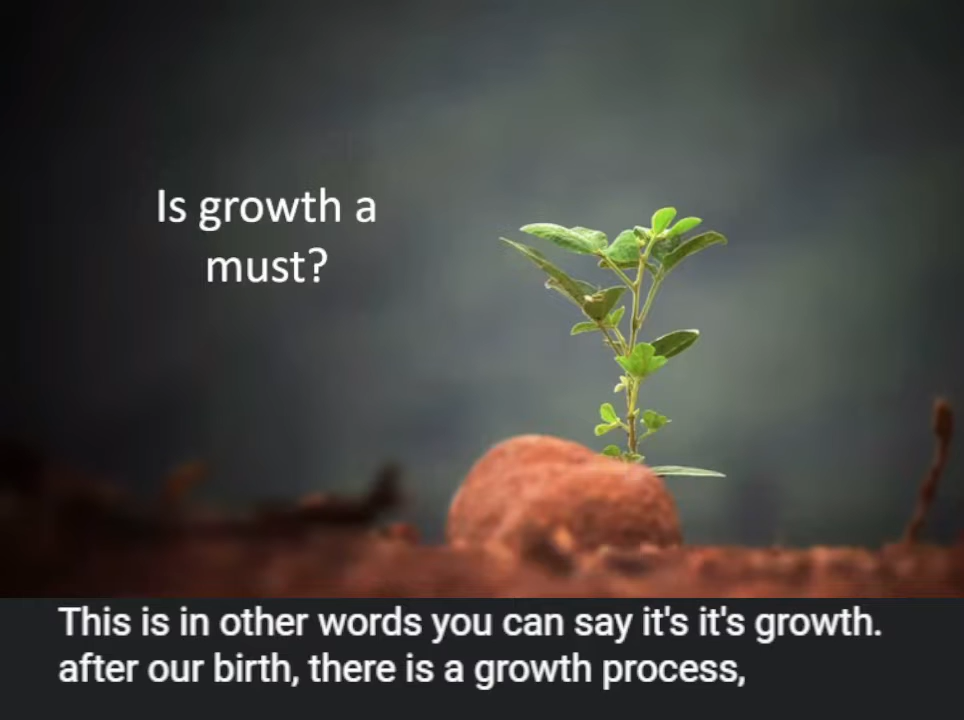 Is growth a
must?
This is in other words you can say it's it's growth.
after our birth, there is a growth process,